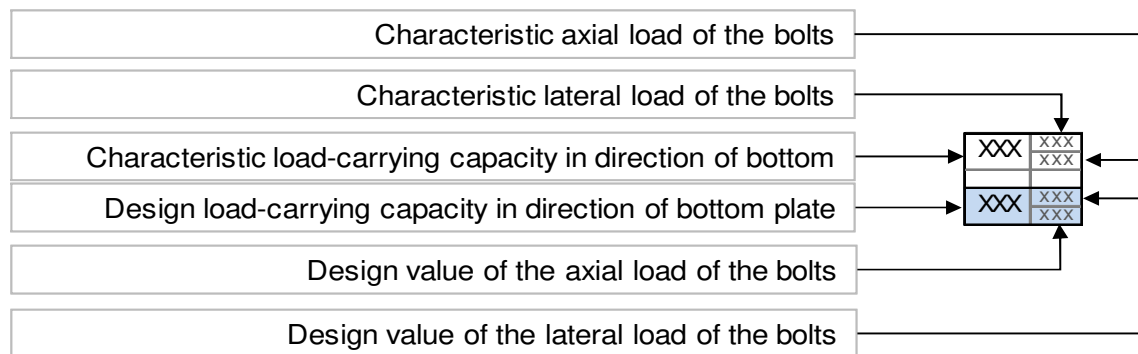 Characteristic axial load of the bolts
Characteristic lateral load of the bolts
Characteristic load-carrying capacity in direction of bottom
Design load-carrying capacity in direction of bottom plate
Design value of the axial load of the bolts
Design value of the lateral load of the bolts
XXX xxx
xxx
XXX xxx
xxx